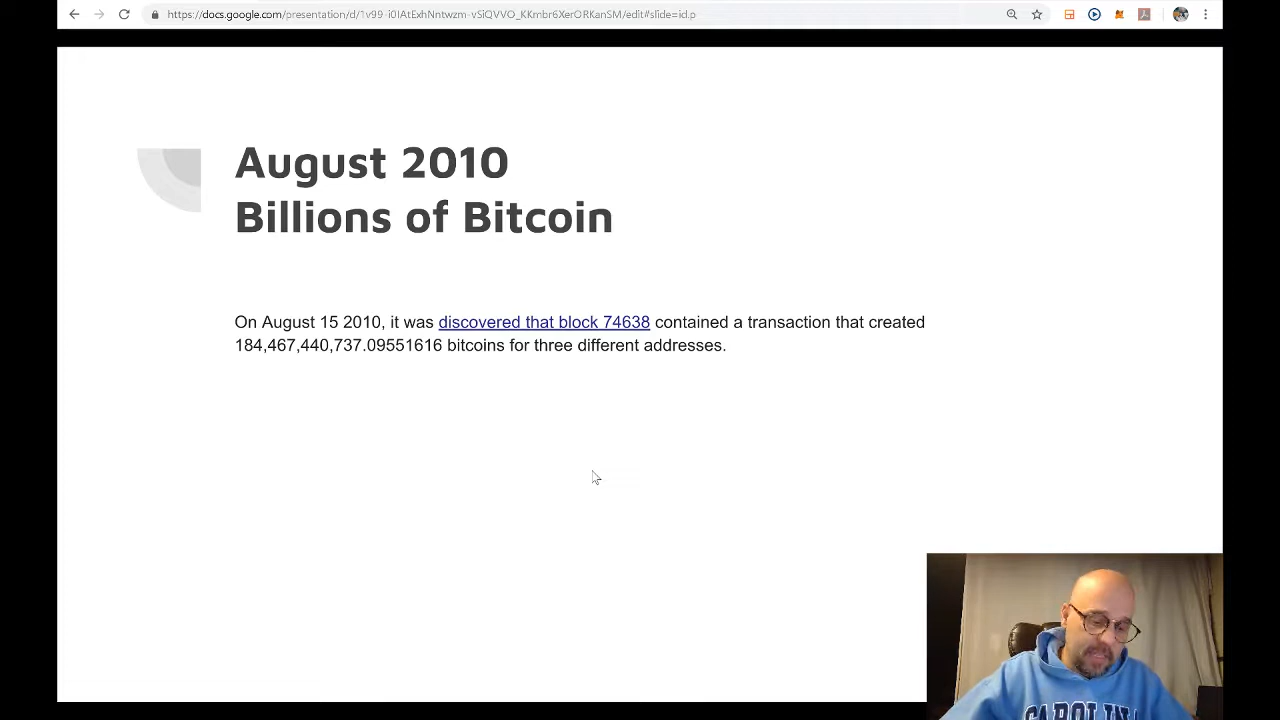 August 2010
Billions of Bitcoin
On August 15 2010, it was discovered that block 74638 contained a transaction that created
184,467,440,737.09551616 bitcoins for three different addresses.
CAROLINA